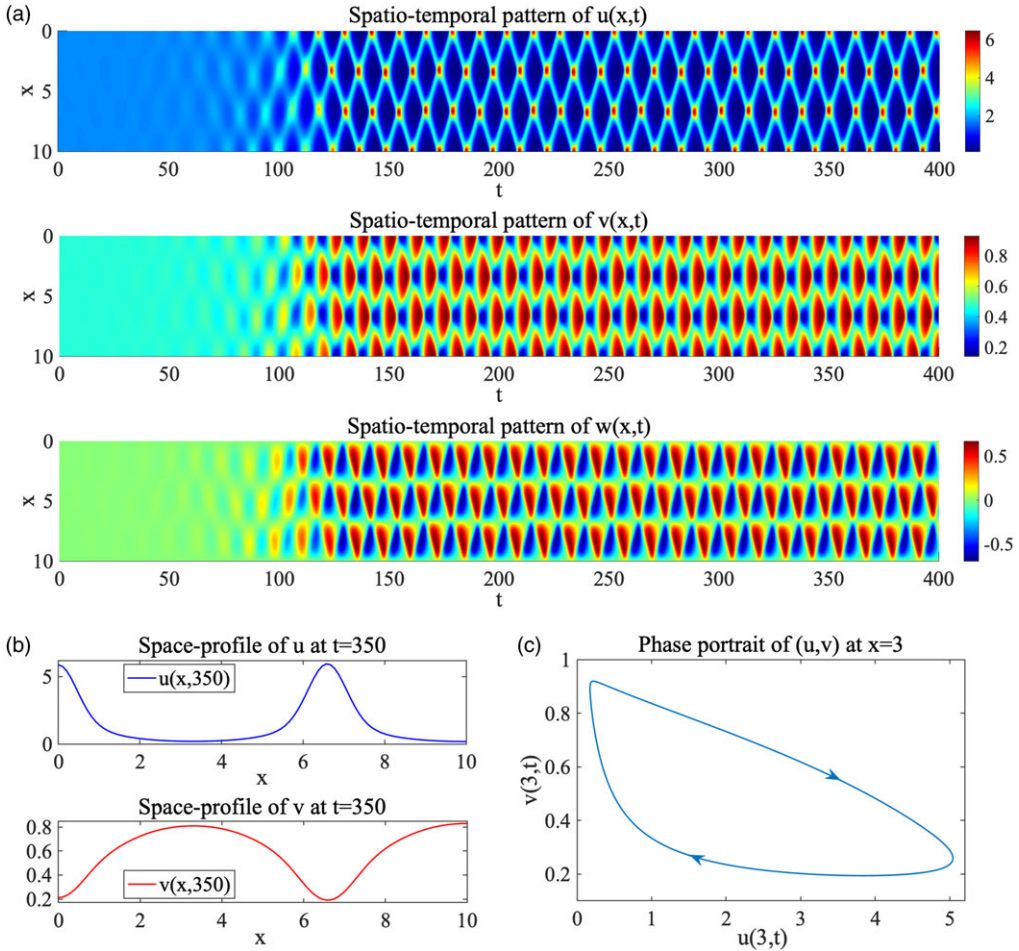 (a)
Spatio-temporal pattern of u(x,t)
0
5
10
x
0 50 100 150 200 250 300 350 400
t
6
4
2
Spatio-temporal pattern of v(x,t)
0
5
10
x
0 50 100 150 200 250 300 350 400
t
0.8
0.6
0.4
0.2
Spatio-temporal pattern of w(x,t)
0
5
10
x
0 50 100 150 200 250 300 350 400
t
0.5
0
-0.5
(b)
Space-profile of u at t=350
5
0
u(x,350)
0 2 4 6 8 10
x
Space-profile of v at t=350
0.8
0.6
0.4
0.2
v(x,350)
0 2 4 6 8 10
x
(c)
Phase portrait of (u,v) at x=3
1
0.8
0.6
0.4
0.2
v(3,t)
0 1 2 3 4 5
u(3,t)